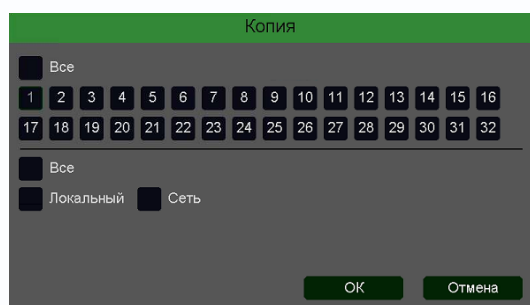 Копия
Все
1 2 3 4 5 6 7 8 9 10 11 12 13 14 15 16
17 18 19 20 21 22 23 24 25 26 27 28 29 30 31 32
Все
Локальный Сеть
OK Отмена